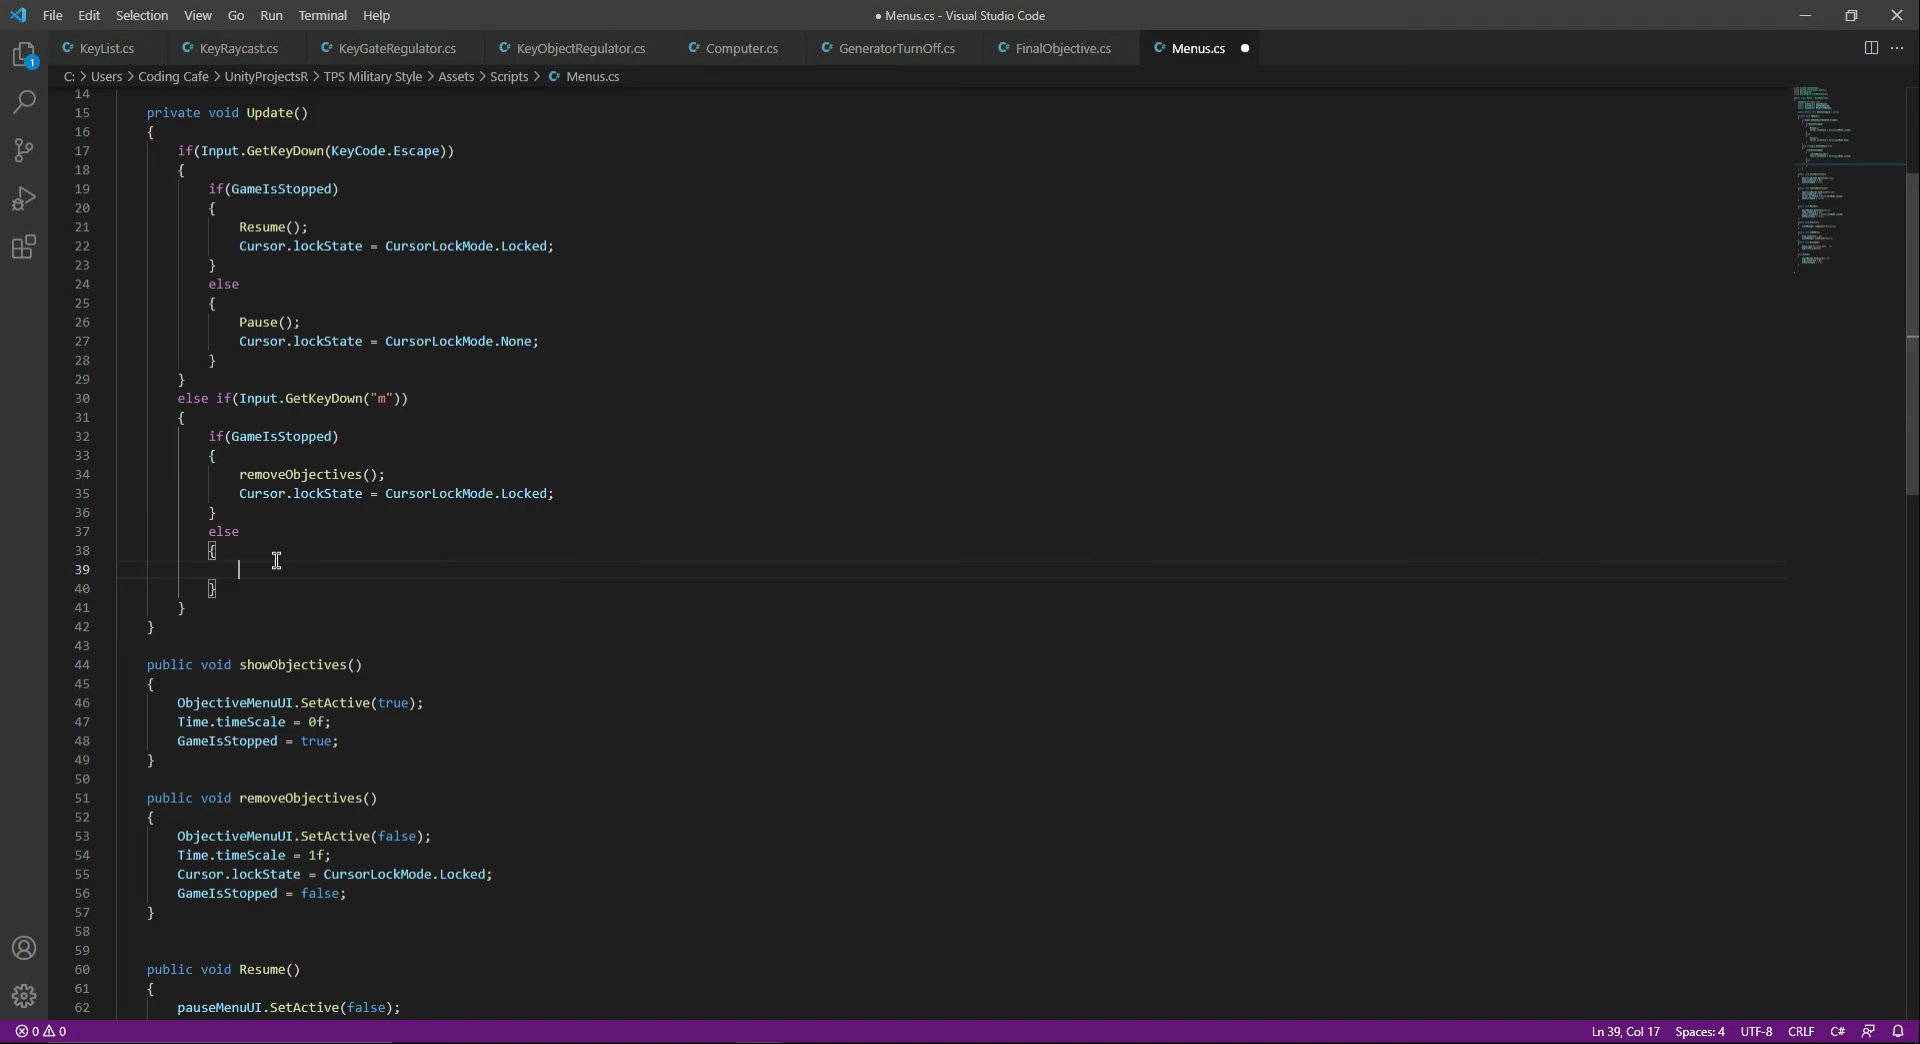 File Edit Selection View Go Run Terminal Help
● Menus.cs - Visual Studio Code
KeyList.cs KeyRaycast.cs KeyGateRegulator.cs KeyObjectRegulator.cs Computer.cs GeneratorTurnOff.cs FinalObjective.cs Menus.cs ●
1
C: > Users > Coding Cafe > UnityProjectsR > TPS Military Style > Assets > Scripts > Menus.cs
14
15 private void Update()
16 {
17 if(Input.GetKeyDown(KeyCode.Escape))
18 {
19 if(GameIsStopped)
20 {
21 Resume();
22 Cursor.lockState = CursorLockMode.Locked;
23 }
24 else
25 {
26 Pause();
27 Cursor.lockState = CursorLockMode.None;
28 }
29 }
30 else if(Input.GetKeyDown("m"))
31 {
32 if(GameIsStopped)
33 {
34 removeObjectives();
35 Cursor.lockState = CursorLockMode.Locked;
36 }
37 else
38 {
39
40 }
41 }
42 }
43
44 public void showObjectives()
45 {
46 ObjectiveMenuUI.SetActive(true);
47 Time.timeScale = 0f;
48 GameIsStopped = true;
49 }
50
51 public void removeObjectives()
52 {
53 ObjectiveMenuUI.SetActive(false);
54 Time.timeScale = 1f;
55 Cursor.lockState = CursorLockMode.Locked;
56 GameIsStopped = false;
57 }
58
59
60 public void Resume()
61 {
62 pauseMenuUI.SetActive(false);
0 0 Ln 39, Col 17 Spaces: 4 UTF-8 CRLF C#